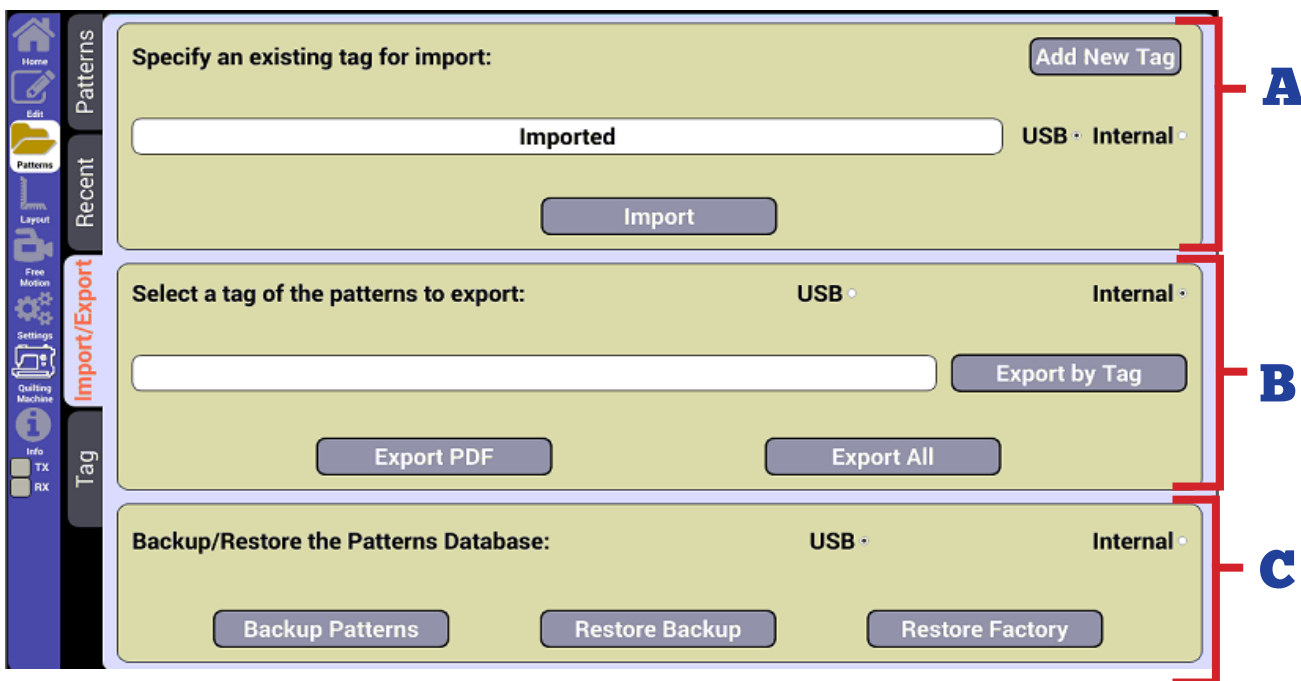 Home
Edit
Patterns
Layout
Free
Motion
Settings
Quilting
Machine
Info
TX
RX
Patterns
Recent
Import/Export
Tag
Specify an existing tag for import:
Add New Tag
Imported
USB Internal
Import
A
Select a tag of the patterns to export: USB Internal
Export by Tag
Export PDF Export All
B
Backup/Restore the Patterns Database: USB Internal
Backup Patterns Restore Backup Restore Factory
C